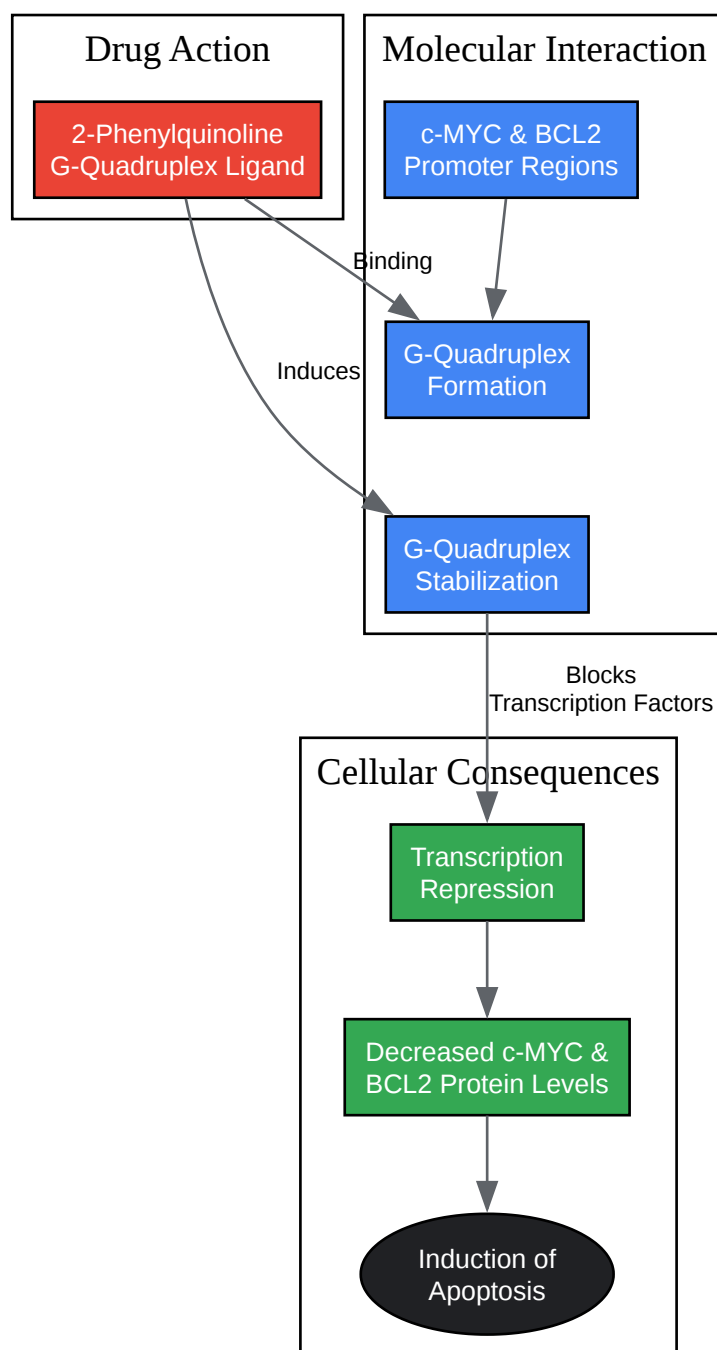 Drug Action
Molecular Interaction
2-Phenylquinoline
G-Quadruplex Ligand
c-MYC & BCL2
Promoter Regions
Binding
G-Quadruplex
Formation
Induces
G-Quadruplex
Stabilization
Blocks
Transcription Factors
Cellular Consequences
Transcription
Repression
Decreased c-MYC &
BCL2 Protein Levels
Induction of
Apoptosis